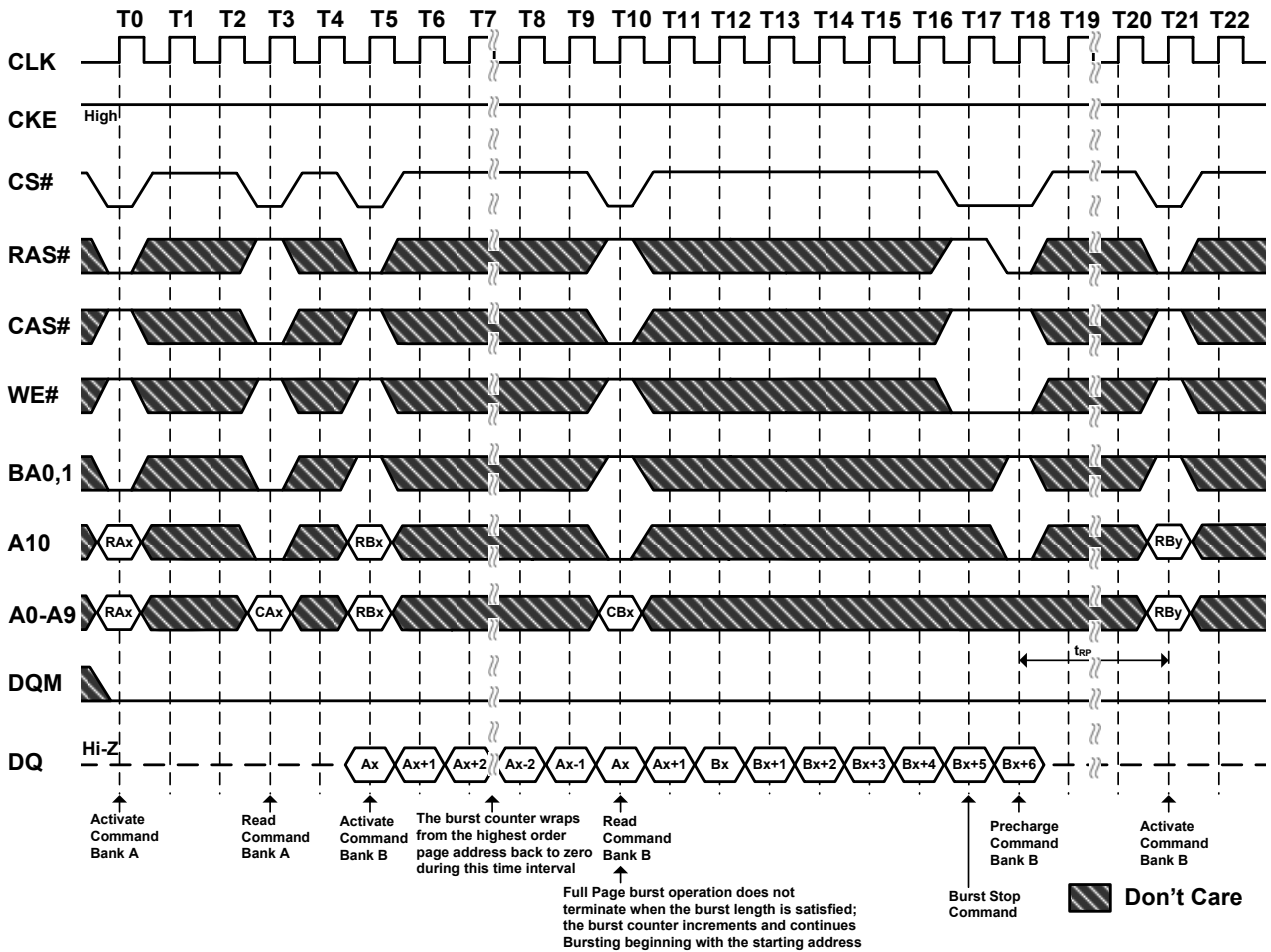 T0 T1 T2 T3 T4 T5 T6 T7 T8 T9 T10 T11 T12 T13 T14 T15 T16 T17 T18 T19 T20 T21 T22
CLK
CKE High
CS#
RAS#
CAS#
WE#
BA0,1
A10 RAx RBx RBy
A0-A9 RAx CAx RBx CBx RBy
tRP
DQM
DQ Hi-Z Ax Ax+1 Ax+2 Ax-2 Ax-1 Ax Ax+1 Bx Bx+1 Bx+2 Bx+3 Bx+4 Bx+5 Bx+6
Activate
Command
Bank A
Read
Command
Bank A
Activate
Command
Bank B
The burst counter wraps
from the highest order
page address back to zero
during this time interval
Read
Command
Bank B
Full Page burst operation does not
terminate when the burst length is satisfied;
the burst counter increments and continues
Bursting beginning with the starting address
Burst Stop
Command
Precharge
Command
Bank B
Activate
Command
Bank B
Don't Care